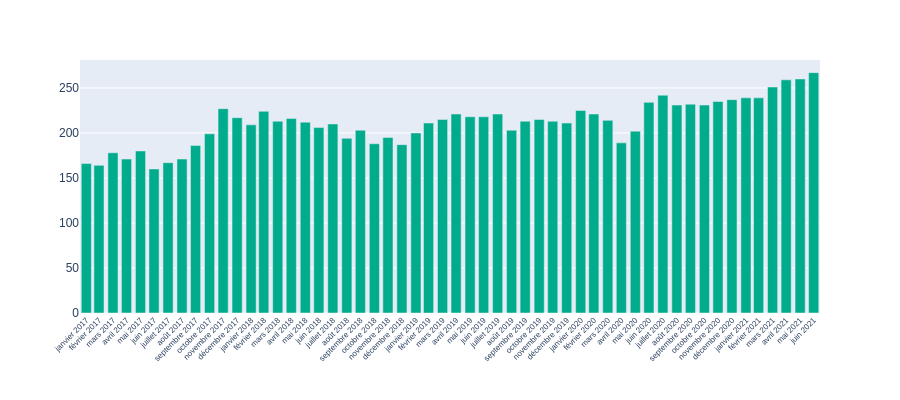 250
200
150
100
50
0
janvier 2017
février 2017
mars 2017
avril 2017
mai 2017
juin 2017
juillet 2017
août 2017
septembre 2017
octobre 2017
novembre 2017
décembre 2017
janvier 2018
février 2018
mars 2018
avril 2018
mai 2018
juin 2018
juillet 2018
août 2018
septembre 2018
octobre 2018
novembre 2018
décembre 2018
janvier 2019
février 2019
mars 2019
avril 2019
mai 2019
juin 2019
juillet 2019
août 2019
septembre 2019
octobre 2019
novembre 2019
décembre 2019
janvier 2020
février 2020
mars 2020
avril 2020
mai 2020
juin 2020
juillet 2020
août 2020
septembre 2020
octobre 2020
novembre 2020
décembre 2020
janvier 2021
février 2021
mars 2021
avril 2021
mai 2021
juin 2021